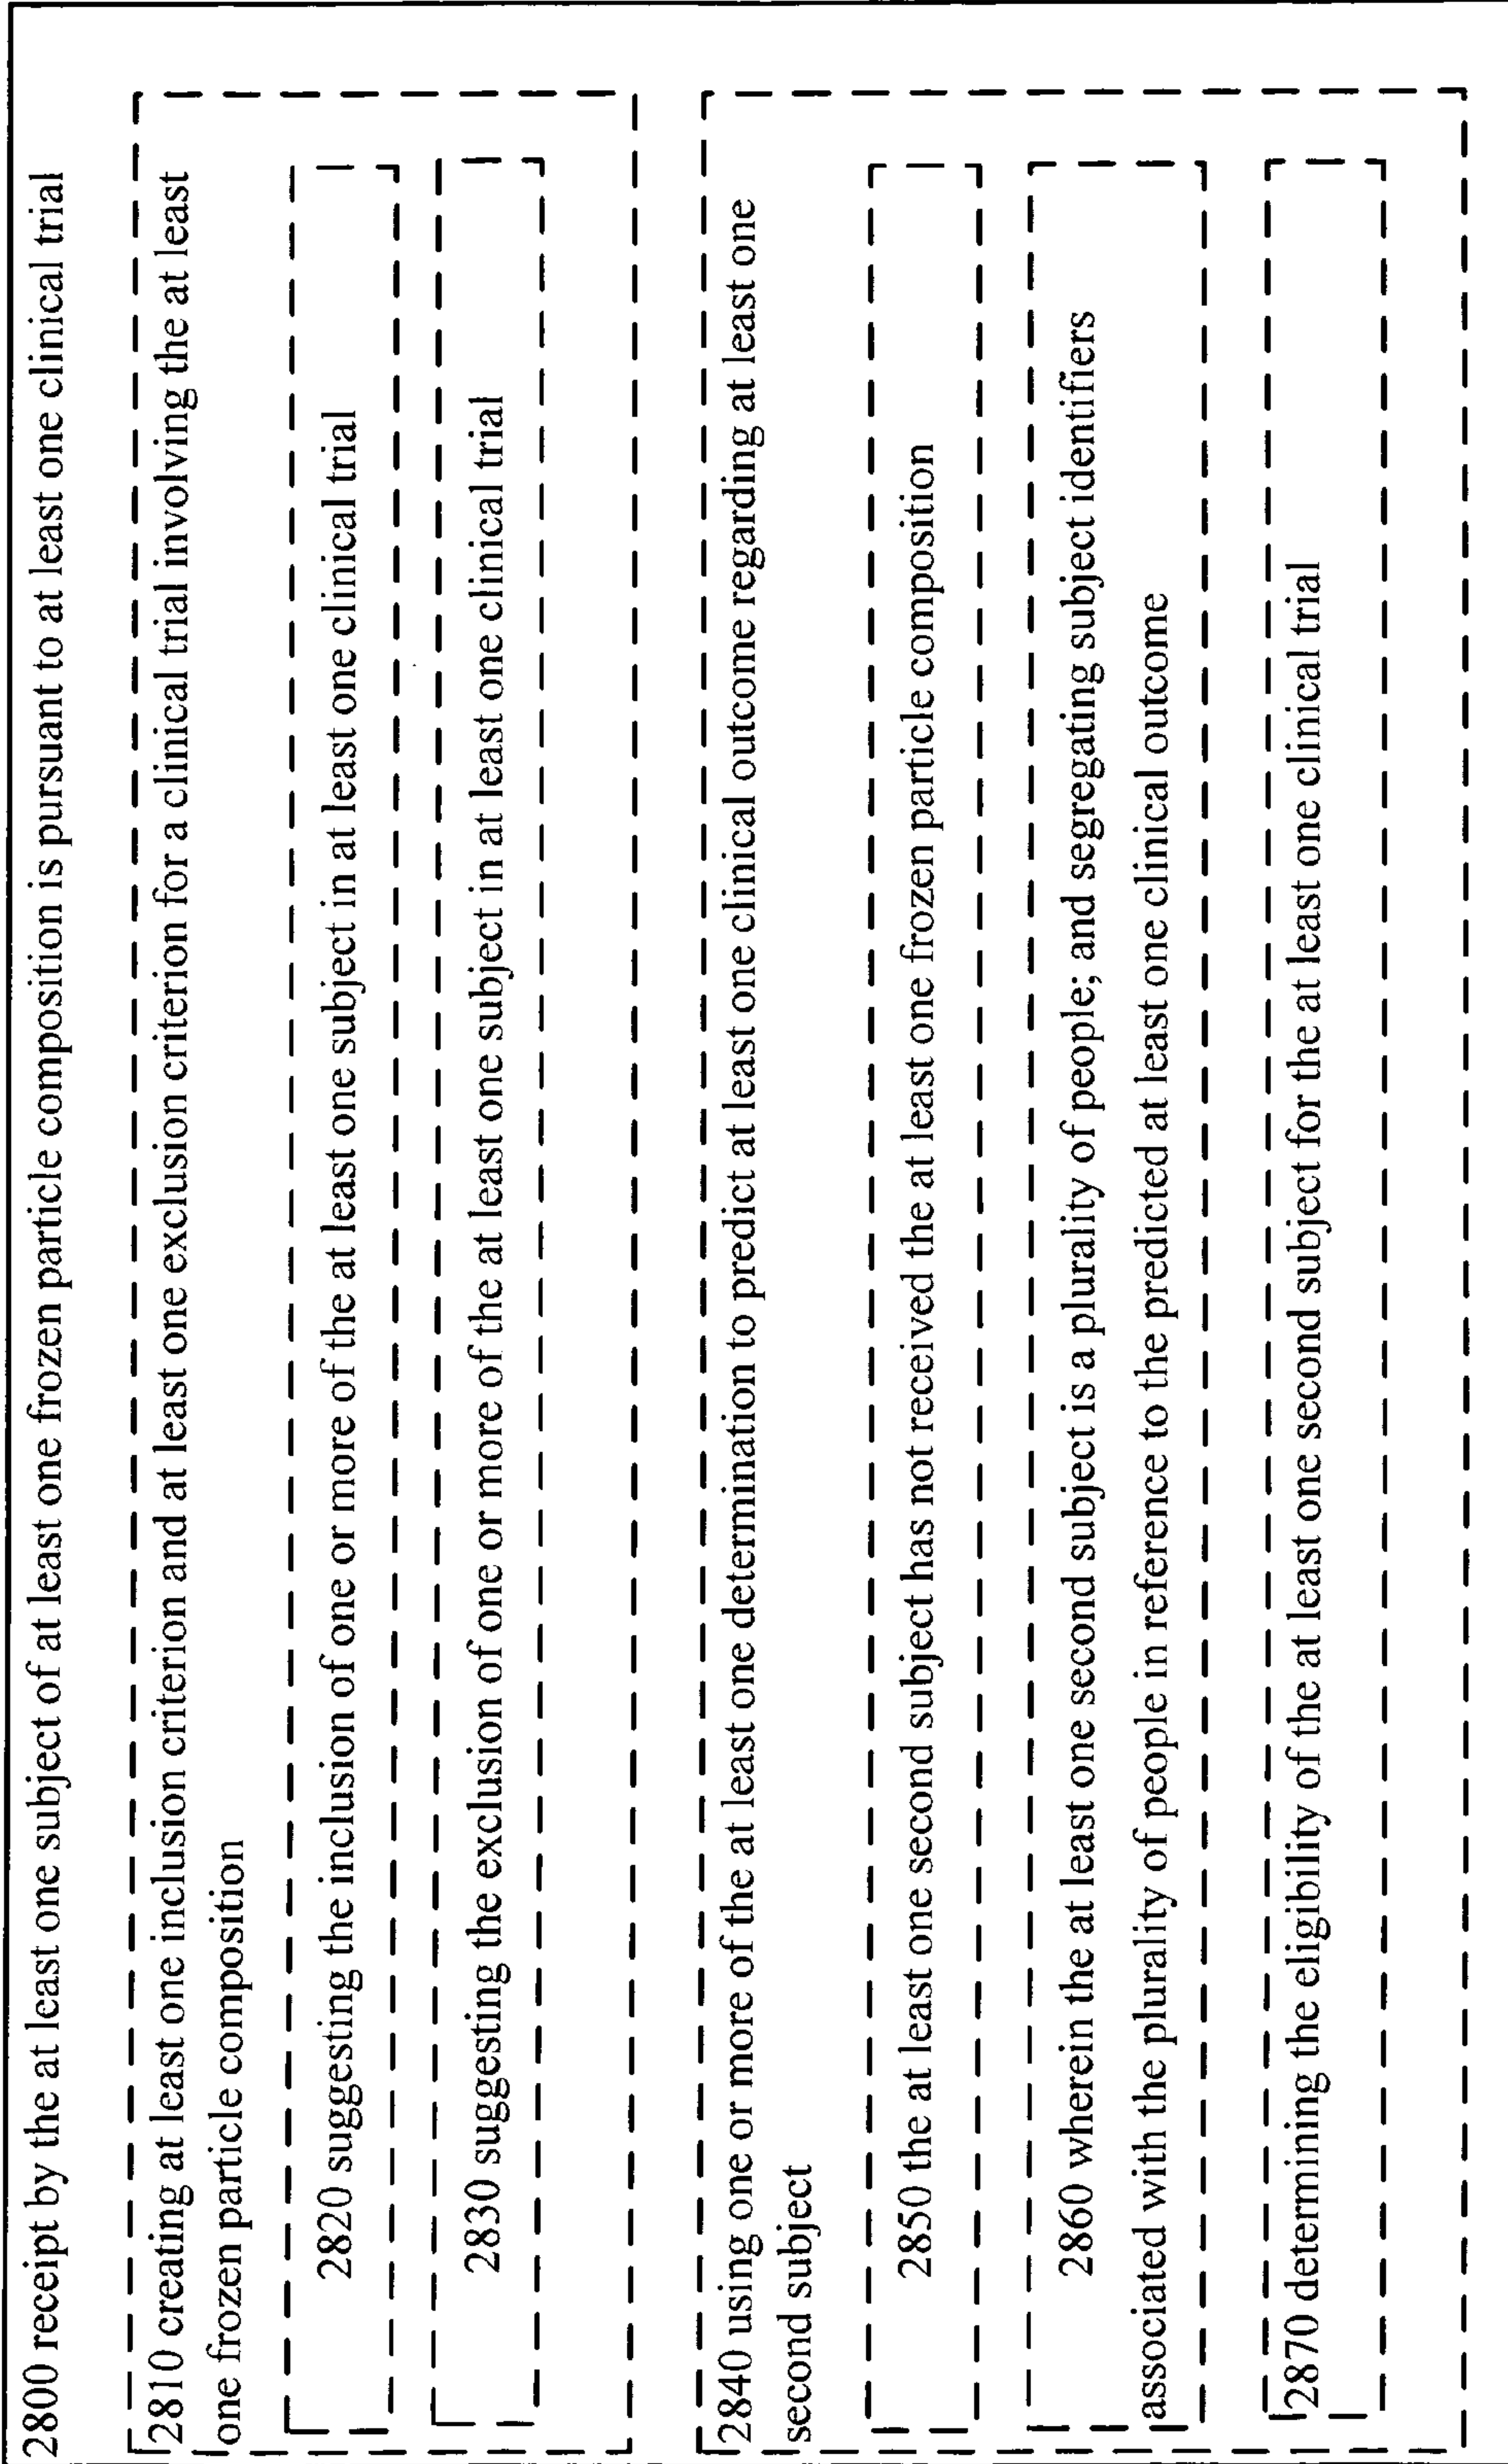 2800 receipt by the at least one subject of at least one frozen particle composition is pursuant to at least one clinical trial
2810 creating at least one inclusion criterion and at least one exclusion criterion for a clinical trial involving the at least
one frozen particle composition
2820 suggesting the inclusion of one or more of the at least one subject in at least one clinical trial
2830 suggesting the exclusion of one or more of the at least one subject in at least one clinical trial
2840 using one or more of the at least one determination to predict at least one clinical outcome regarding at least one
second subject
2850 the at least one second subject has not received the at least one frozen particle composition
2860 wherein the at least one second subject is a plurality of people; and segregating subject identifiers
associated with the plurality of people in reference to the predicted at least one clinical outcome
2870 determining the eligibility of the at least one second subject for the at least one clinical trial